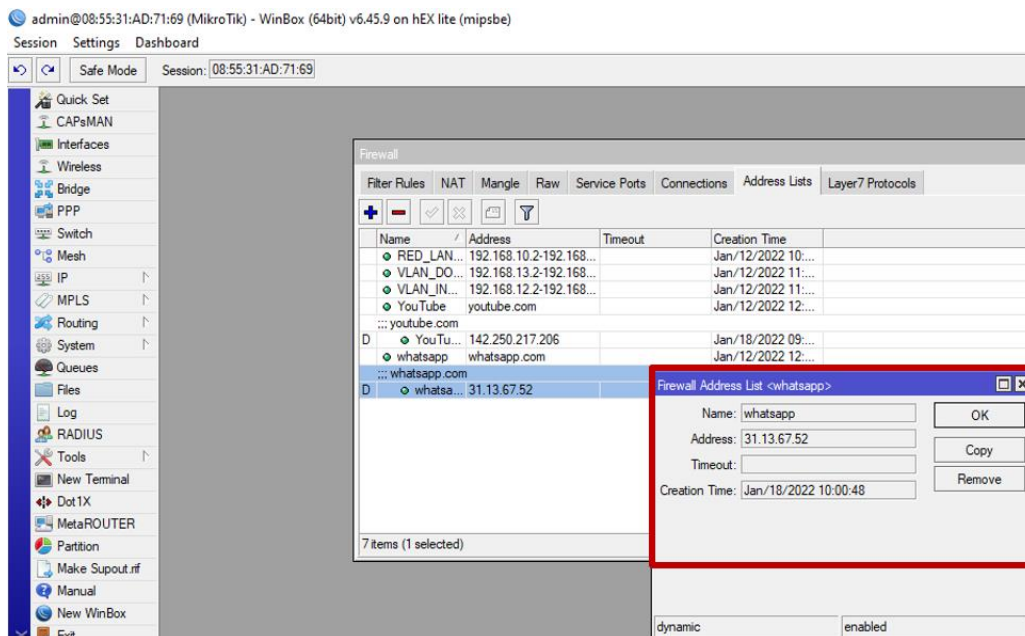 admin@08:55:31:AD:71:69 (MikroTik) - WinBox (64bit) v6.45.9 on hEX lite (mipsbe)
Session Settings Dashboard
Safe Mode Session: 08:55:31:AD:71:69
Quick Set
CAPsMAN
Interfaces
Wireless
Bridge
PPP
Switch
Mesh
IP
MPLS
Routing
System
Queues
Files
Log
RADIUS
Tools
New Terminal
Dot1X
MetaROUTER
Partition
Make Supout.rif
Manual
New WinBox
Exit
Firewall
Filter Rules NAT Mangle Raw Service Ports Connections Address Lists Layer7 Protocols
Name Address Timeout Creation Time
RED_LAN... 192.168.10.2-192.168... Jan/12/2022 10:...
VLAN_DO... 192.168.13.2-192.168... Jan/12/2022 11:...
VLAN_IN... 192.168.12.2-192.168... Jan/12/2022 11:...
YouTube youtube.com Jan/12/2022 12:...
;;; youtube.com
D YouTu... 142.250.217.206 Jan/18/2022 09:...
whatsapp whatsapp.com Jan/12/2022 12:...
;;; whatsapp.com
D whatsa... 31.13.67.52
7 items (1 selected)
Firewall Address List <whatsapp>
Name: whatsapp
Address: 31.13.67.52
Timeout:
Creation Time: Jan/18/2022 10:00:48
OK
Copy
Remove
dynamic enabled